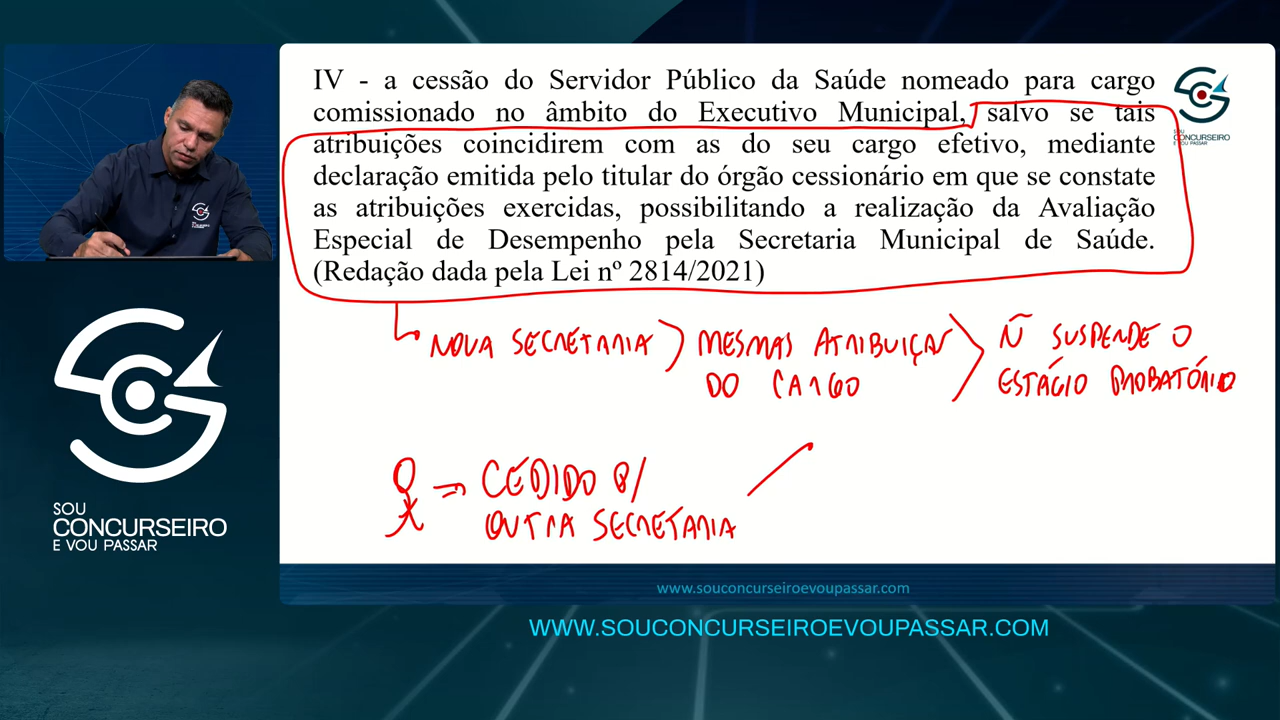 IV - a cessão do Servidor Público da Saúde nomeado para cargo
comissionado no âmbito do Executivo Municipal, salvo se tais
atribuições coincidirem com as do seu cargo efetivo, mediante
declaração emitida pelo titular do órgão cessionário em que se constate
as atribuições exercidas, possibilitando a realização da Avaliação
Especial de Desempenho pela Secretaria Municipal de Saúde.
(Redação dada pela Lei nº 2814/2021)
SOU
CONCURSEIRO
E VOU PASSAR
NOVA SECRETARIA
MESMAS ATRIBUIÇÕES
DO CARGO
Ñ SUSPENDE O
ESTÁGIO PROBATÓRIO
CEDIDO P/
OUTRA SECRETARIA
SOU
CONCURSEIRO
E VOU PASSAR
www.souconcurseiroevoupassar.com
WWW.SOUCONCURSEIROEVOUPASSAR.COM